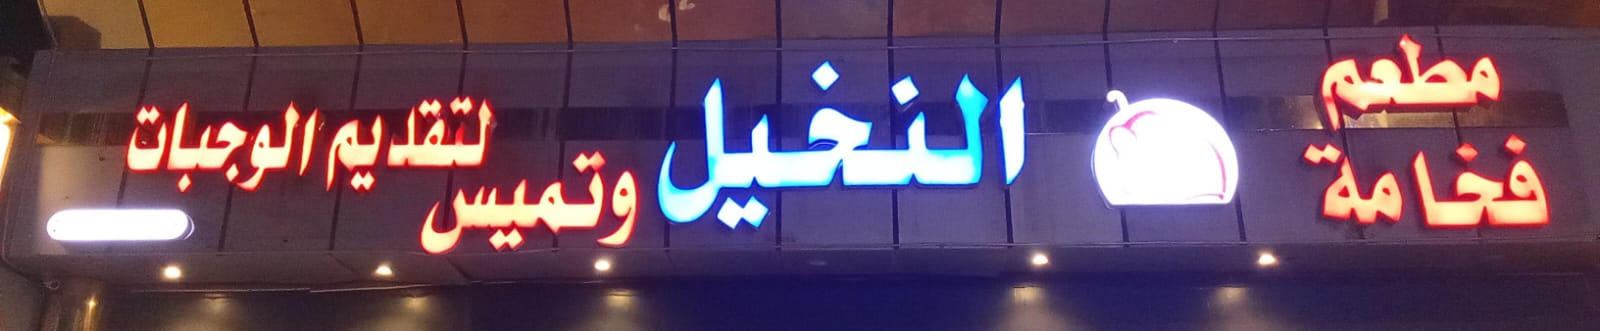 مطعم
فخامة
النخيل
لتقديم الوجبات
وتميس